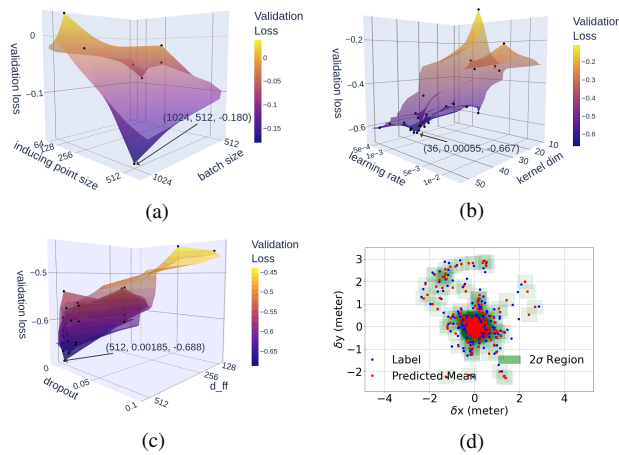 Validation
Loss
0
−0.1
validation loss
0
−0.05
−0.1
−0.15
(1024, 512, -0.180)
64
128
256
512
inducing point size
1024
512
batch size
(a)
Validation
Loss
−0.2
−0.4
−0.6
validation loss
−0.2
−0.3
−0.4
−0.5
−0.6
(36, 0.00055, -0.667)
5e−4
1e−3
5e−3
1e−2
learning rate
10
20
30
40
50
kernel dim
(b)
Validation
Loss
−0.5
−0.6
validation loss
−0.45
−0.5
−0.55
−0.6
−0.65
(512, 0.00185, -0.688)
0
0.05
0.1
dropout
128
256
512
d_ff
(c)
3
2
1
0
−1
−2
δy (meter)
Label
Predicted Mean
2σ Region
−4
−2
0
2
4
δx (meter)
(d)